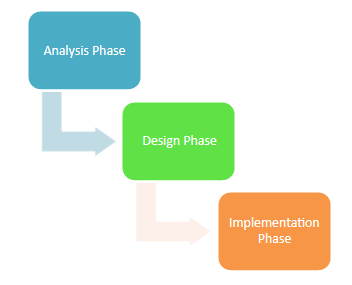 Analysis Phase
Design Phase
Implementation
Phase